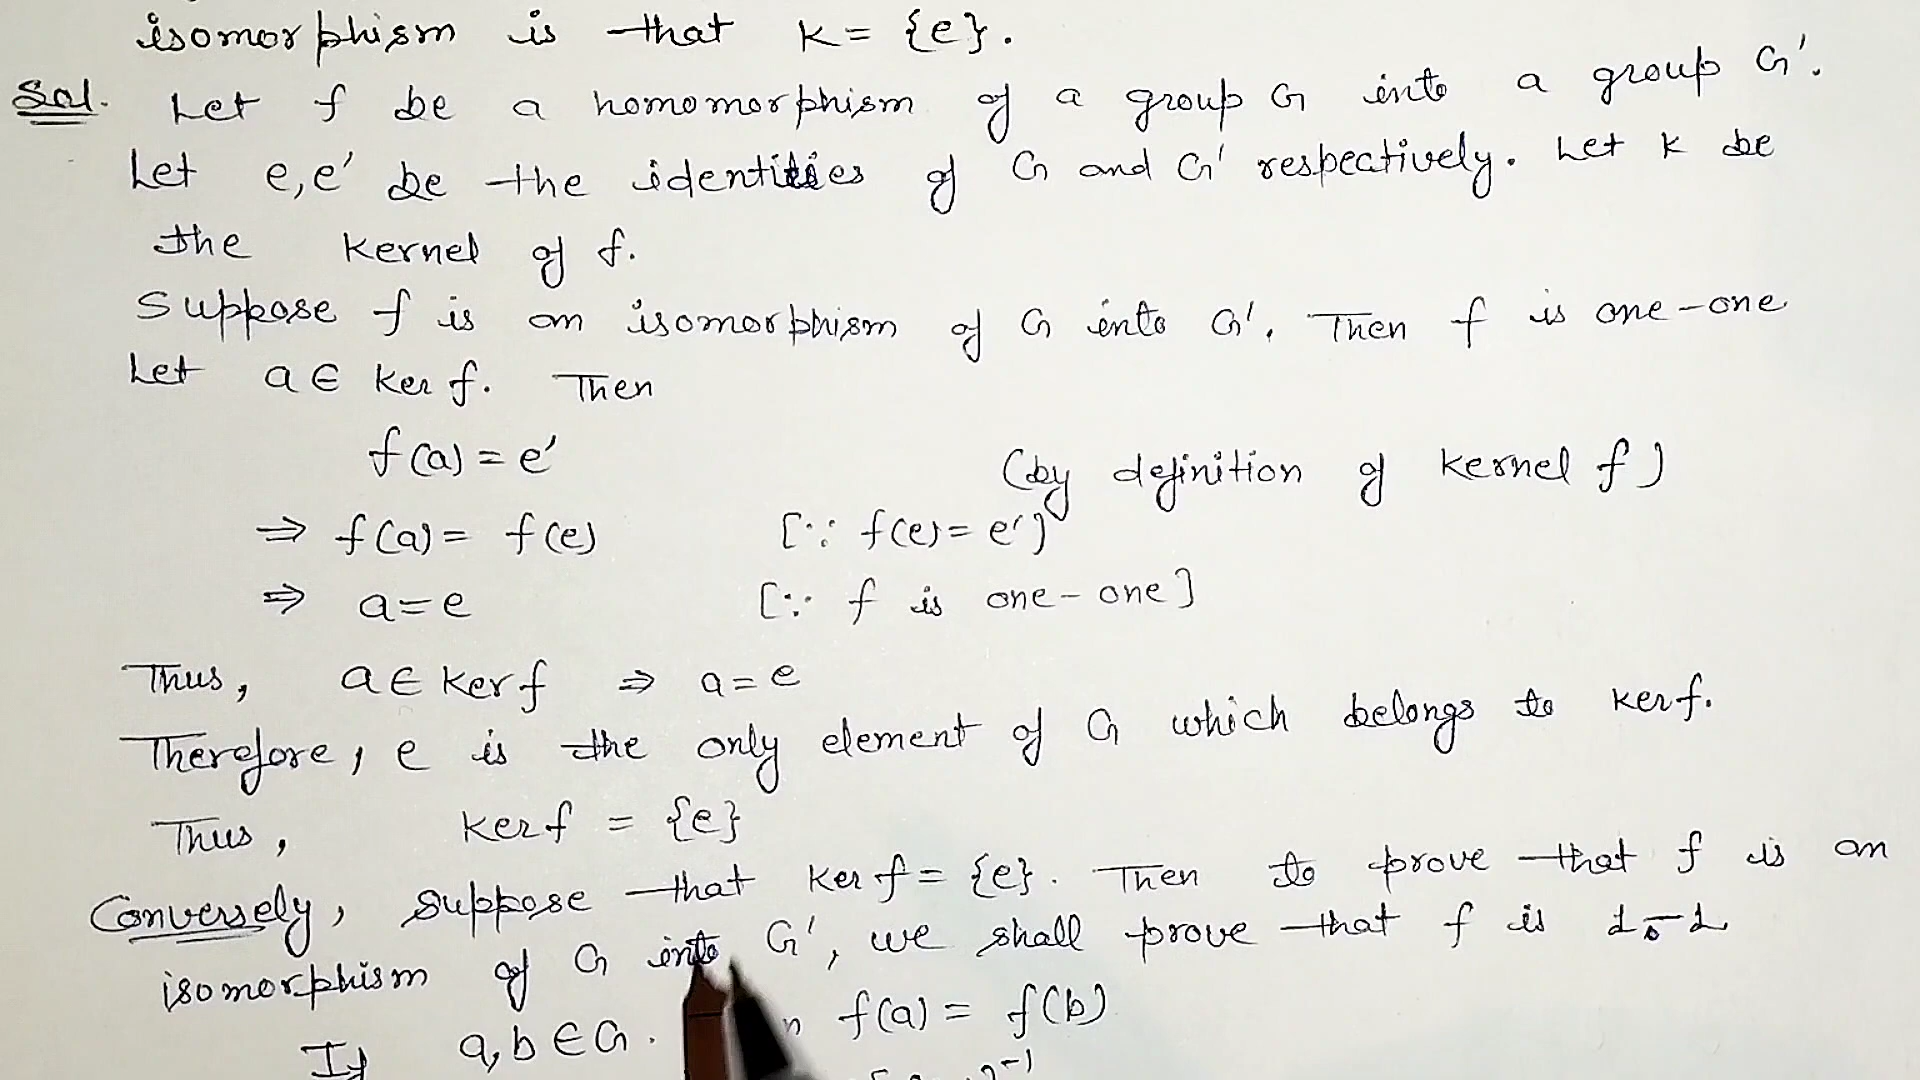 isomorphism is that K = {e}.
Sol. Let f be a homomorphism of a group G into a group G'.
Let e, e' be the identities of G and G' respectively. Let K be
the kernel of f.
Suppose f is an isomorphism of G into G'. Then f is one-one
Let a ∈ Ker f. Then
f(a) = e' (by definition of kernel f)
⇒ f(a) = f(e) [∵ f(e) = e']
⇒ a = e [∵ f is one-one]
Thus, a ∈ Ker f ⇒ a = e
Therefore, e is the only element of G which belongs to Kerf.
Thus, Kerf = {e}
Conversely, suppose that Ker f = {e}. Then to prove that f is an
isomorphism of G into G', we shall prove that f is 1-1
If a, b ∈ G. f(a) = f(b)